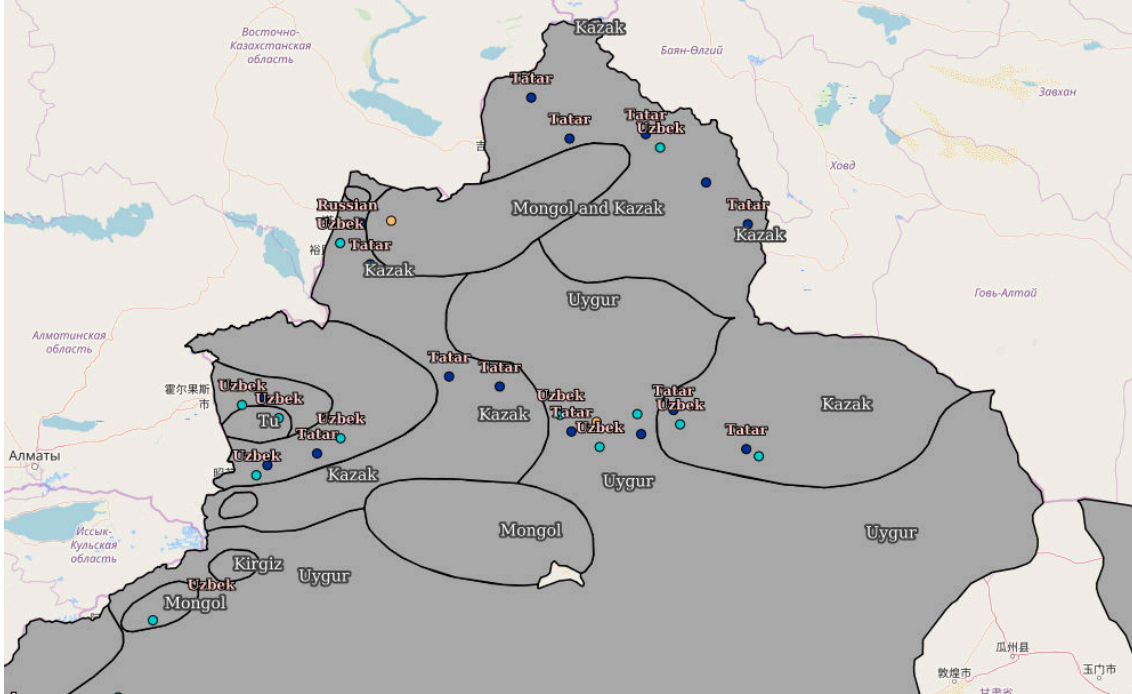 Kazak
Восточно-
Казахстанская
область
Баян-Өлгий
Tatar
Завхан
Tatar
Tatar
Uzbek
Ховд
Russian
Mongol and Kazak
Tatar
Uzbek
Kazak
Tatar
Kazak
Uygur
Говь-Алтай
Алматинская
область
Tatar
Tatar
霍尔果斯
市
Uzbek
Uzbek
Tu
Uzbek
Tatar
Uzbek
Kazak
Uzbek
Tatar
Uzbek
Tatar
Uzbek
Kazak
Tatar
Алматы
Kazak
Uygur
Иссык-
Кульская
область
Mongol
Uygur
Kirgiz
Uygur
Uzbek
Mongol
瓜州县
敦煌市
玉门市
甘肃省